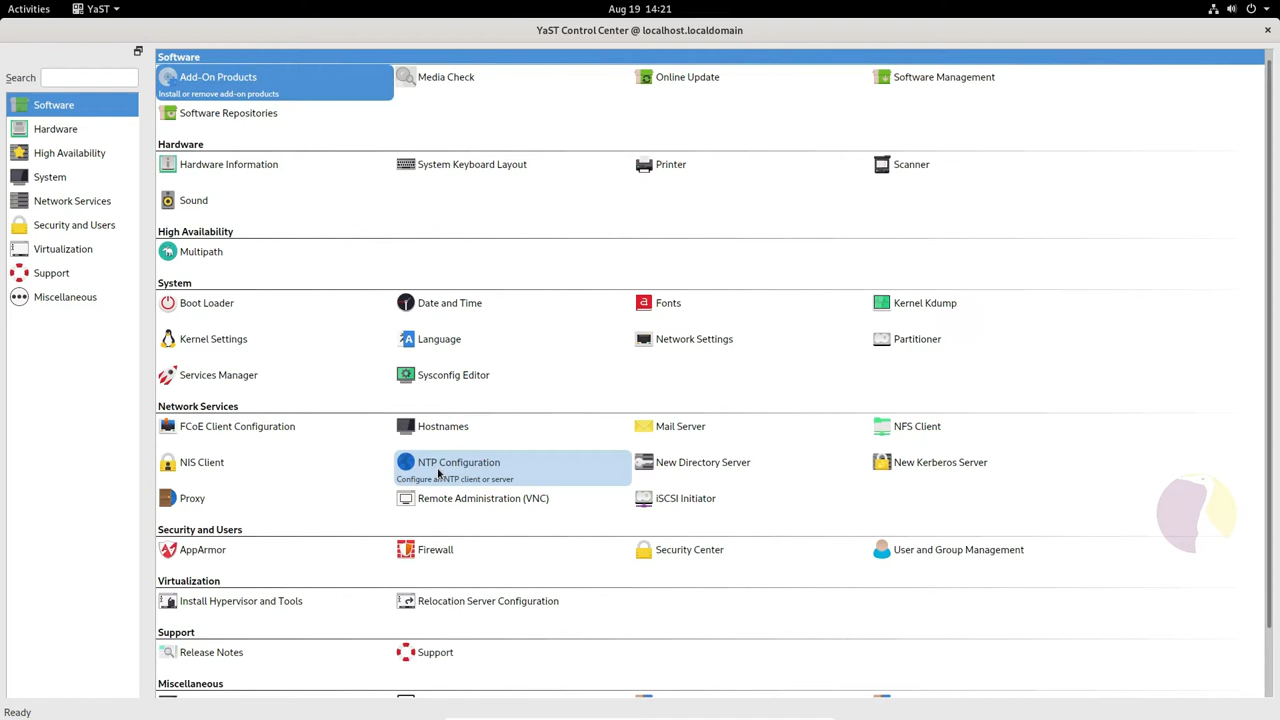 Activities YaST Aug 19 14:21
YaST Control Center @ localhost.localdomain
Search
Software
Hardware
High Availability
System
Network Services
Security and Users
Virtualization
Support
Miscellaneous
Software
Add-On Products Media Check Online Update Software Management
Install or remove add-on products
Software Repositories
Hardware
Hardware Information System Keyboard Layout Printer Scanner
Sound
High Availability
Multipath
System
Boot Loader Date and Time Fonts Kernel Kdump
Kernel Settings Language Network Settings Partitioner
Services Manager Sysconfig Editor
Network Services
FCoE Client Configuration Hostnames Mail Server NFS Client
NIS Client NTP Configuration New Directory Server New Kerberos Server
Configure an NTP client or server
Proxy Remote Administration (VNC) iSCSI Initiator
Security and Users
AppArmor Firewall Security Center User and Group Management
Virtualization
Install Hypervisor and Tools Relocation Server Configuration
Support
Release Notes Support
Miscellaneous
Ready